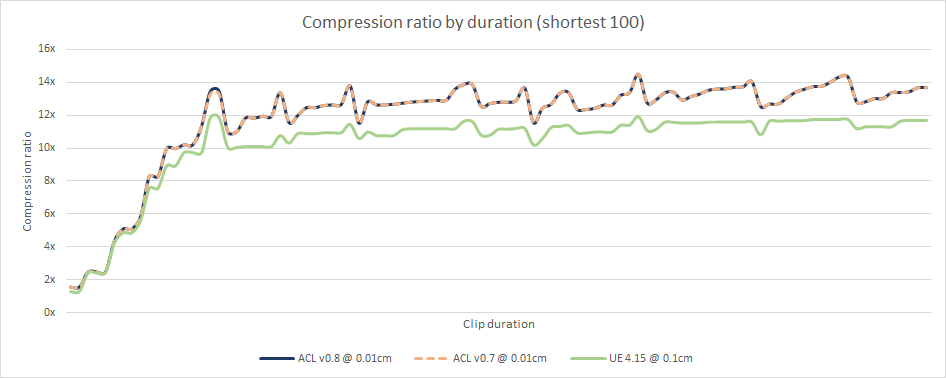 Compression ratio by duration (shortest 100)
16x
14x
12x
10x
8x
6x
4x
2x
0x
Compression ratio
Clip duration
ACL v0.8 @ 0.01cm
ACL v0.7 @ 0.01cm
UE 4.15 @ 0.1cm